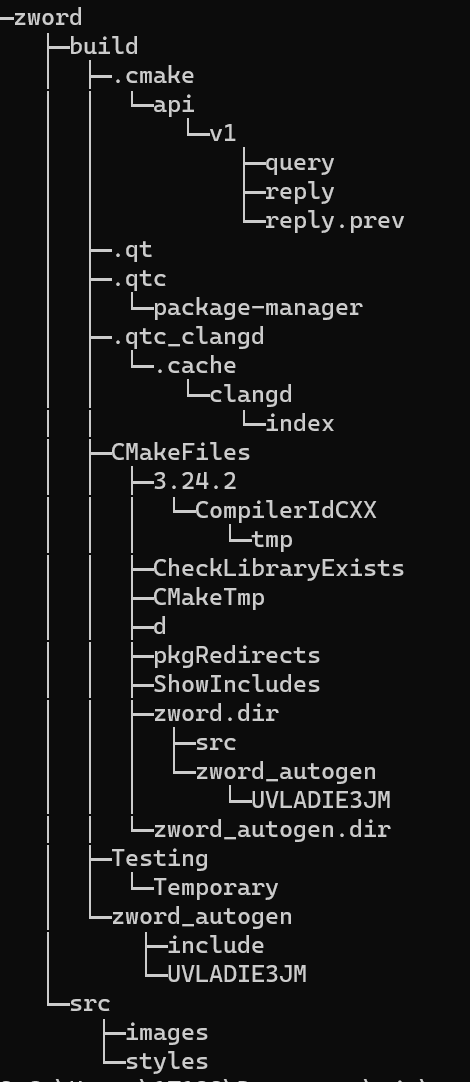 zword
build
.cmake
api
v1
query
reply
reply.prev
.qt
.qtc
package-manager
.qtc_clangd
.cache
clangd
index
CMakeFiles
3.24.2
CompilerIdCXX
tmp
CheckLibraryExists
CMakeTmp
d
pkgRedirects
ShowIncludes
zword.dir
src
zword_autogen
UVLADIE3JM
zword_autogen.dir
Testing
Temporary
zword_autogen
include
UVLADIE3JM
src
images
styles